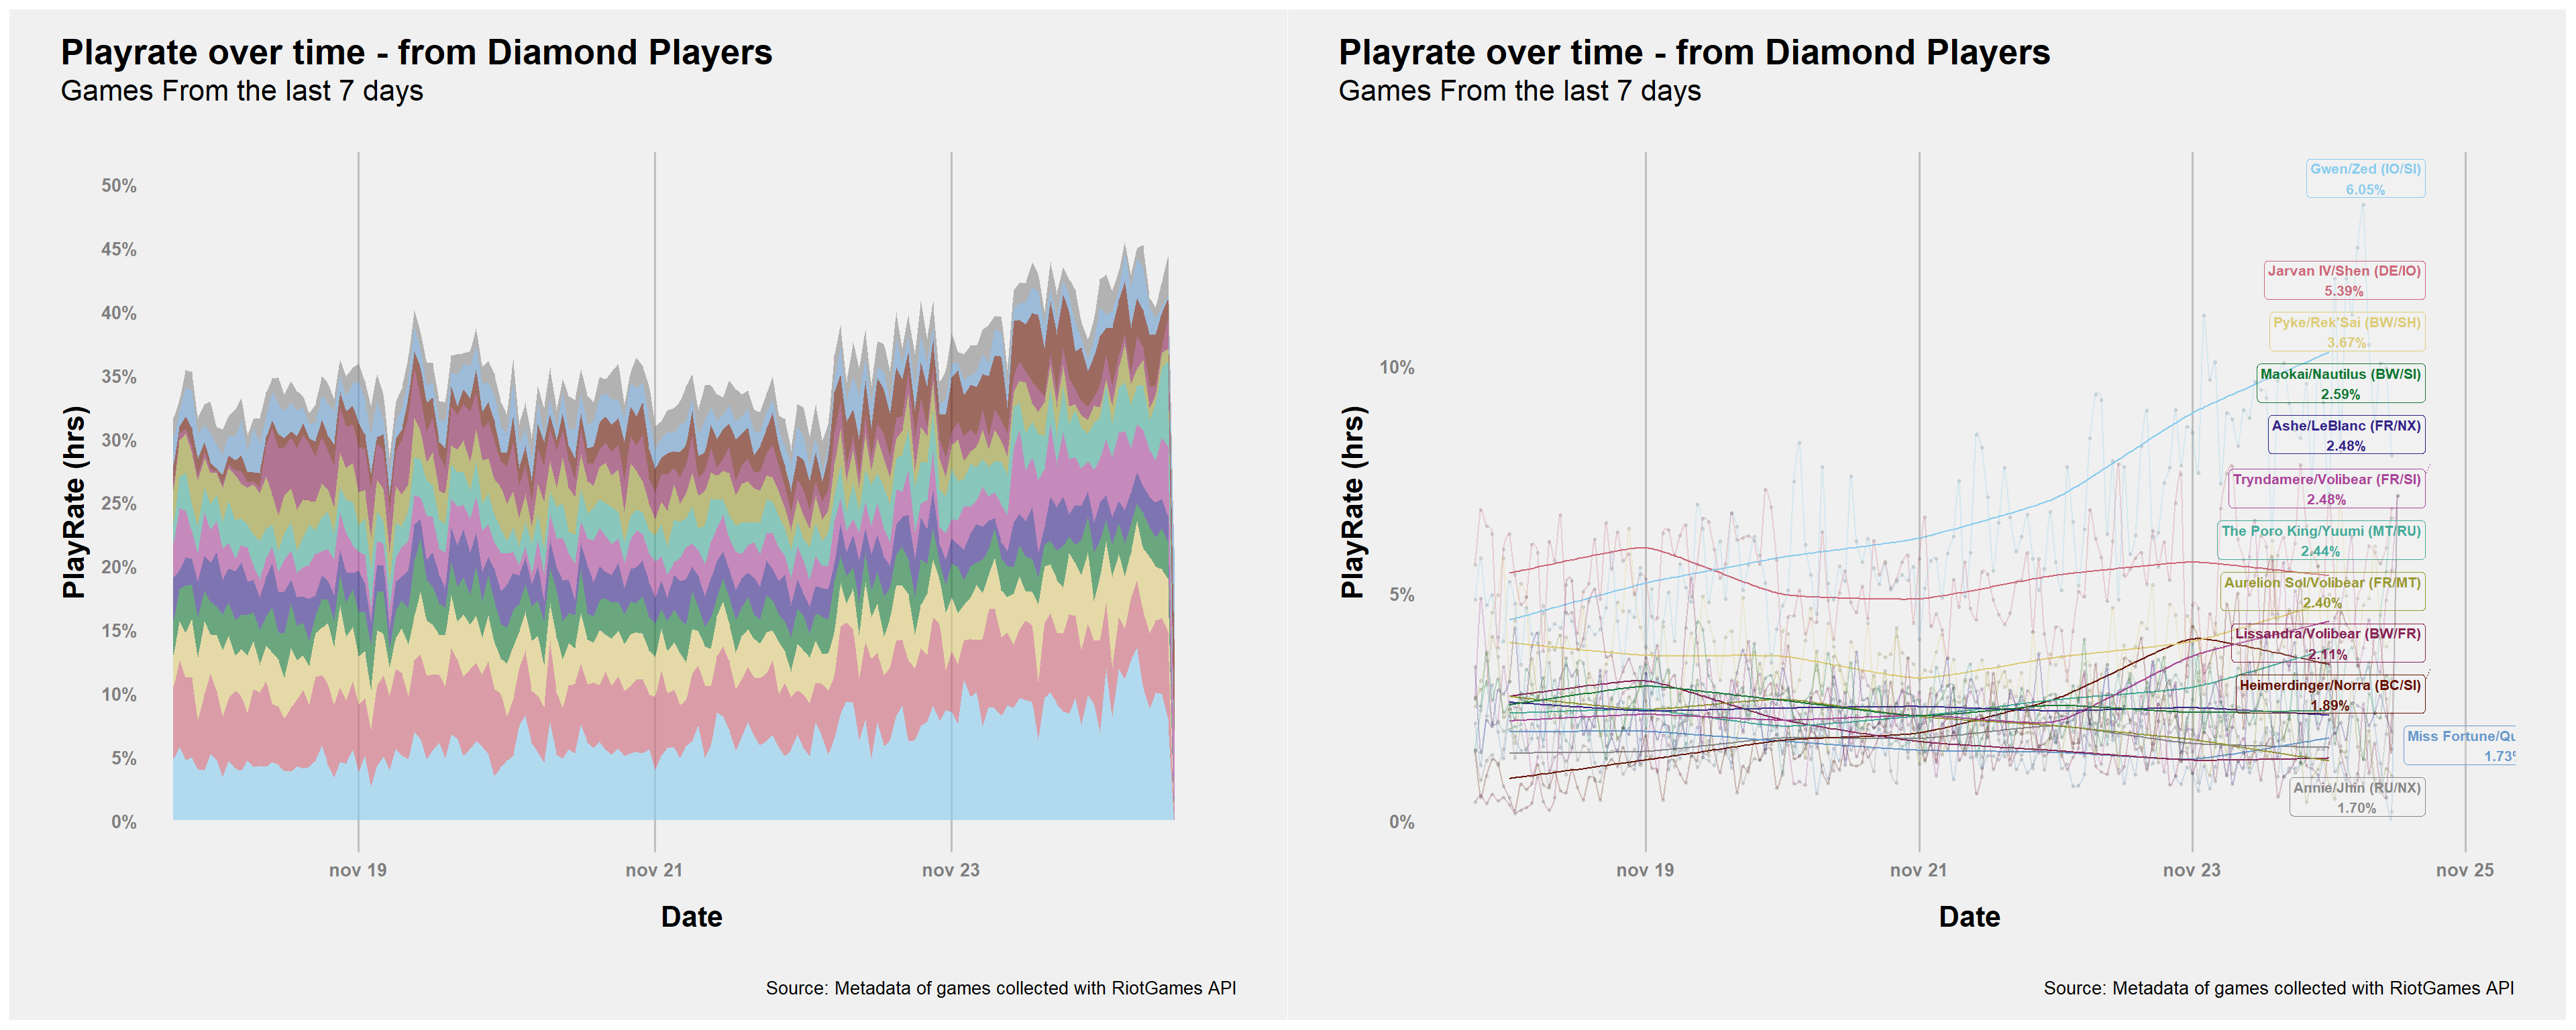 Playrate over time - from Diamond Players
Games From the last 7 days
50%
45%
40%
35%
30%
25%
20%
15%
10%
5%
0%
PlayRate (hrs)
nov 19
nov 21
nov 23
Date
Source: Metadata of games collected with RiotGames API
Playrate over time - from Diamond Players
Games From the last 7 days
10%
5%
0%
PlayRate (hrs)
Gwen/Zed (IO/SI)
6.05%
Jarvan IV/Shen (DE/IO)
5.39%
Pyke/Rek'Sai (BW/SH)
3.67%
Maokai/Nautilus (BW/SI)
2.59%
Ashe/LeBlanc (FR/NX)
2.48%
Tryndamere/Volibear (FR/SI)
2.48%
The Poro King/Yuumi (MT/RU)
2.44%
Aurelion Sol/Volibear (FR/MT)
2.40%
Lissandra/Volibear (BW/FR)
2.11%
Heimerdinger/Norra (BC/SI)
1.89%
Miss Fortune/Qu
1.73
Annie/Jhin (RU/NX)
1.70%
nov 19
nov 21
nov 23
nov 25
Date
Source: Metadata of games collected with RiotGames API